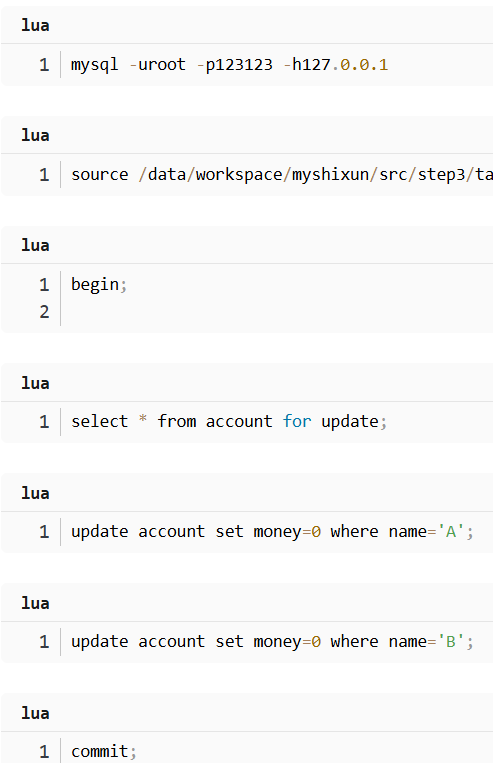 lua
1 mysql -uroot -p123123 -h127.0.0.1
lua
1 source /data/workspace/myshixun/src/step3/ta
lua
1 begin;
2
lua
1 select * from account for update;
lua
1 update account set money=0 where name='A';
lua
1 update account set money=0 where name='B';
lua
1 commit;